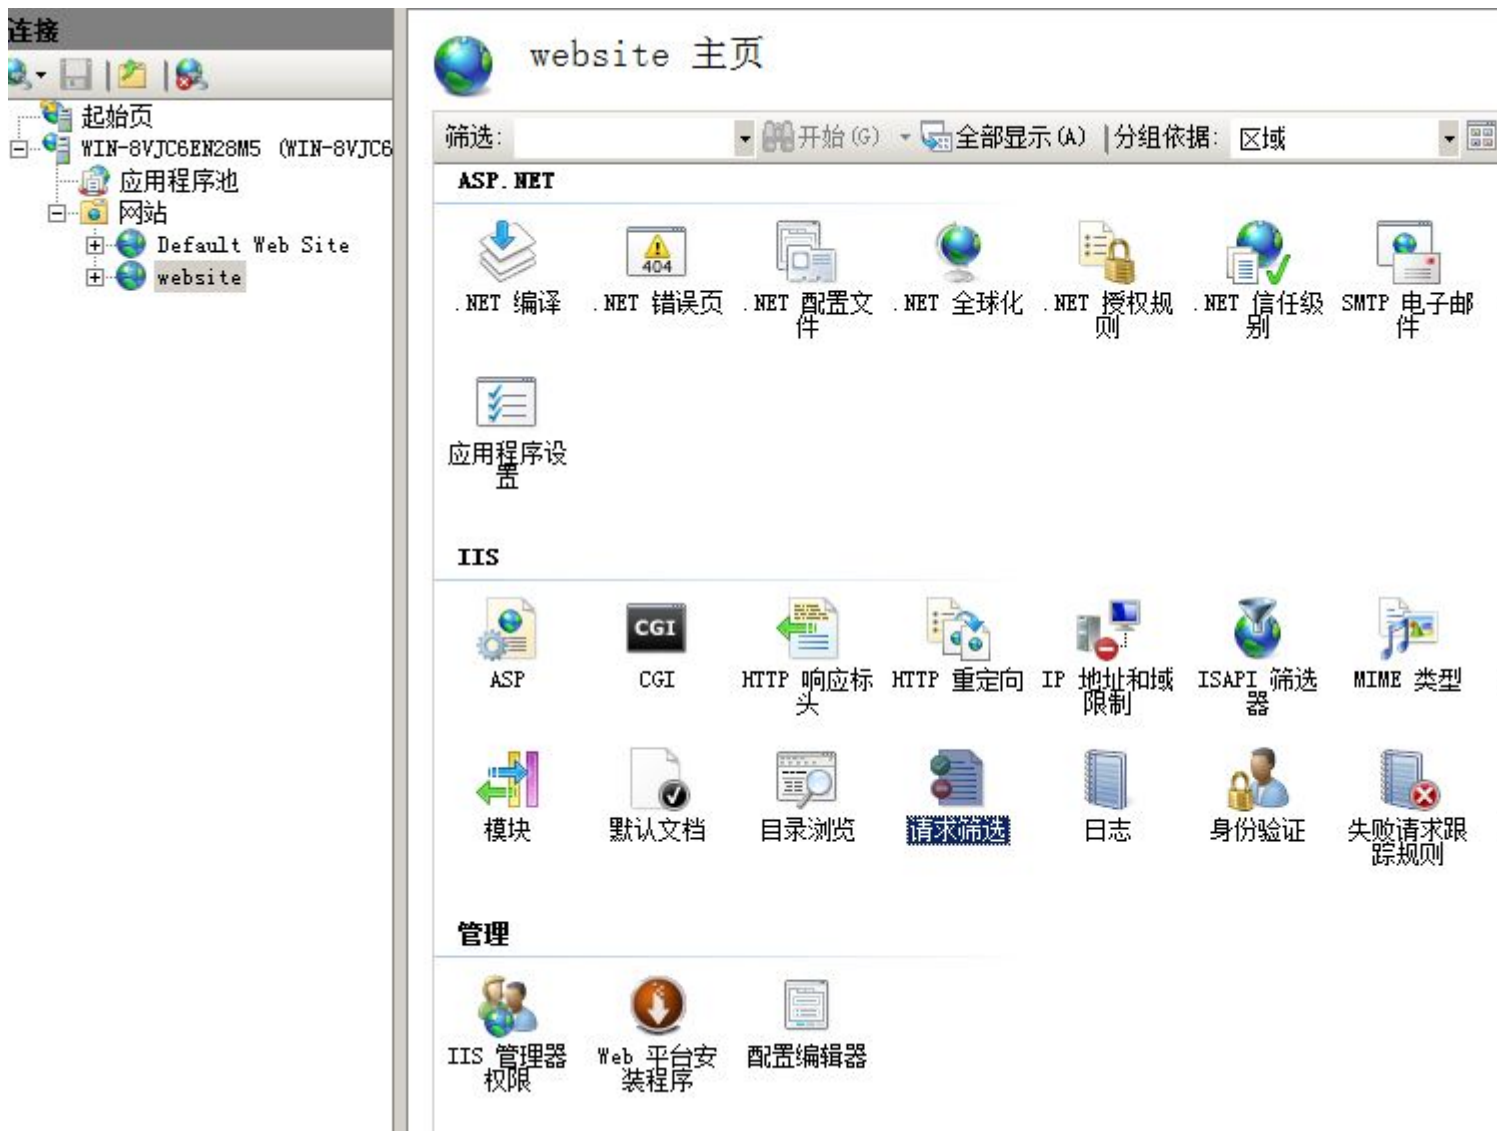 连接
起始页
WIN-8VJC6EN28M5 (WIN-8VJC6
应用程序池
网站
Default Web Site
website
website 主页
筛选: 开始(G) 全部显示(A) 分组依据: 区域
ASP.NET
.NET 编译
.NET 错误页
404
.NET 配置文
件
.NET 全球化
.NET 授权规
则
.NET 信任级
别
SMTP 电子邮
件
应用程序设
置
IIS
ASP
CGI
CGI
HTTP 响应标
头
HTTP 重定向
IP 地址和域
限制
ISAPI 筛选
器
MIME 类型
模块
默认文档
目录浏览
请求筛选
日志
身份验证
失败请求跟
踪规则
管理
IIS 管理器
权限
Web 平台安
装程序
配置编辑器